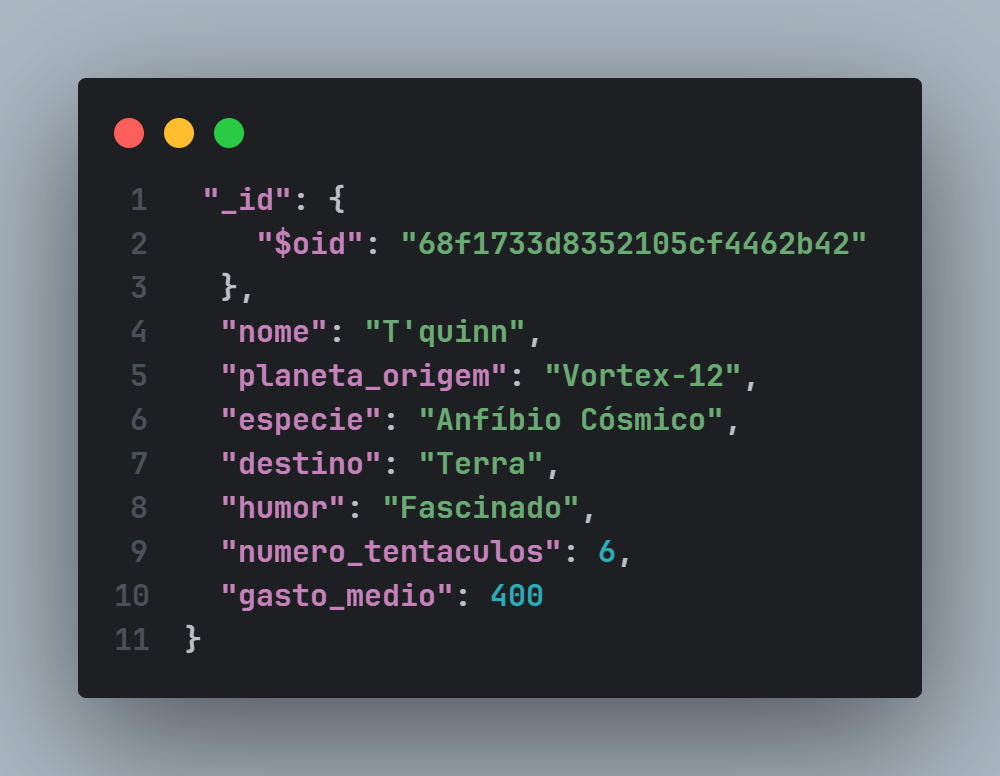 1 "_id": {
2 "$oid": "68f1733d8352105cf4462b42"
3 },
4 "nome": "T'quinn",
5 "planeta_origem": "Vortex-12",
6 "especie": "Anfíbio Cósmico",
7 "destino": "Terra",
8 "humor": "Fascinado",
9 "numero_tentaculos": 6,
10 "gasto_medio": 400
11 }